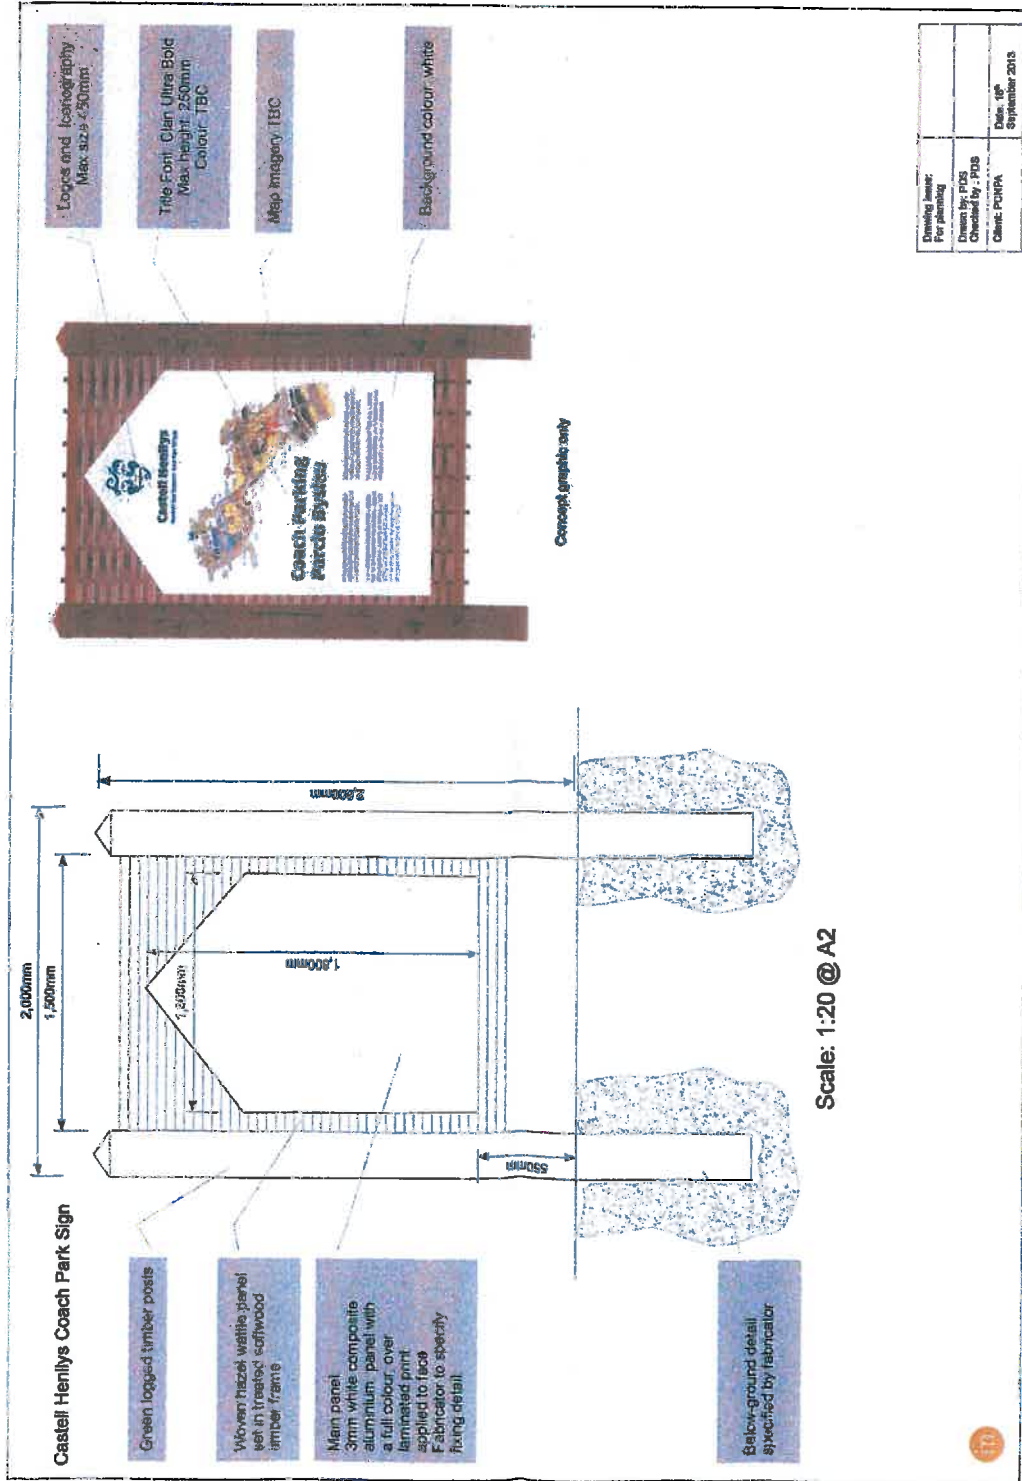 Castell Henllys Coach Park Sign
Green logged timber posts
Woven hazel wattle panel
set in treated softwood
timber frame
Main panel
3mm white composite
aluminium panel with
a full colour, over
laminated print
applied to face
Fabricator to specify
fixing detail
Below-ground detail
specified by fabricator
2,000mm
1,500mm
1,200mm
1,800mm
550mm
Scale: 1:20 @ A2
Castell Henllys
Coach Parking
Parcio Bysiau
Concept graphic only
Logos and Iconography
Max size 450mm
Title Font: Clan Ultra Bold
Max height: 250mm
Colour: TBC
Map Imagery TBC
Background colour: white
Drawing issue:
For planning
Drawn by: PDS
Checked by : PDS
Client: PCNPA
Date: 18th
September 2013